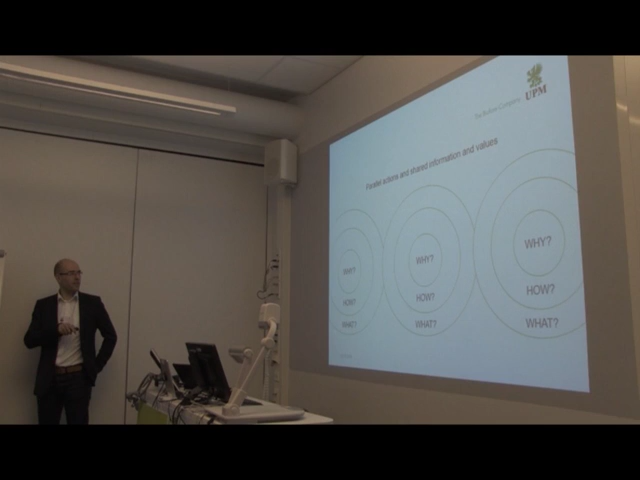 The Biofore Company
UPM
Parallel actions and shared information and values
WHY?
HOW?
WHAT?
WHY?
HOW?
WHAT?
WHY?
HOW?
WHAT?